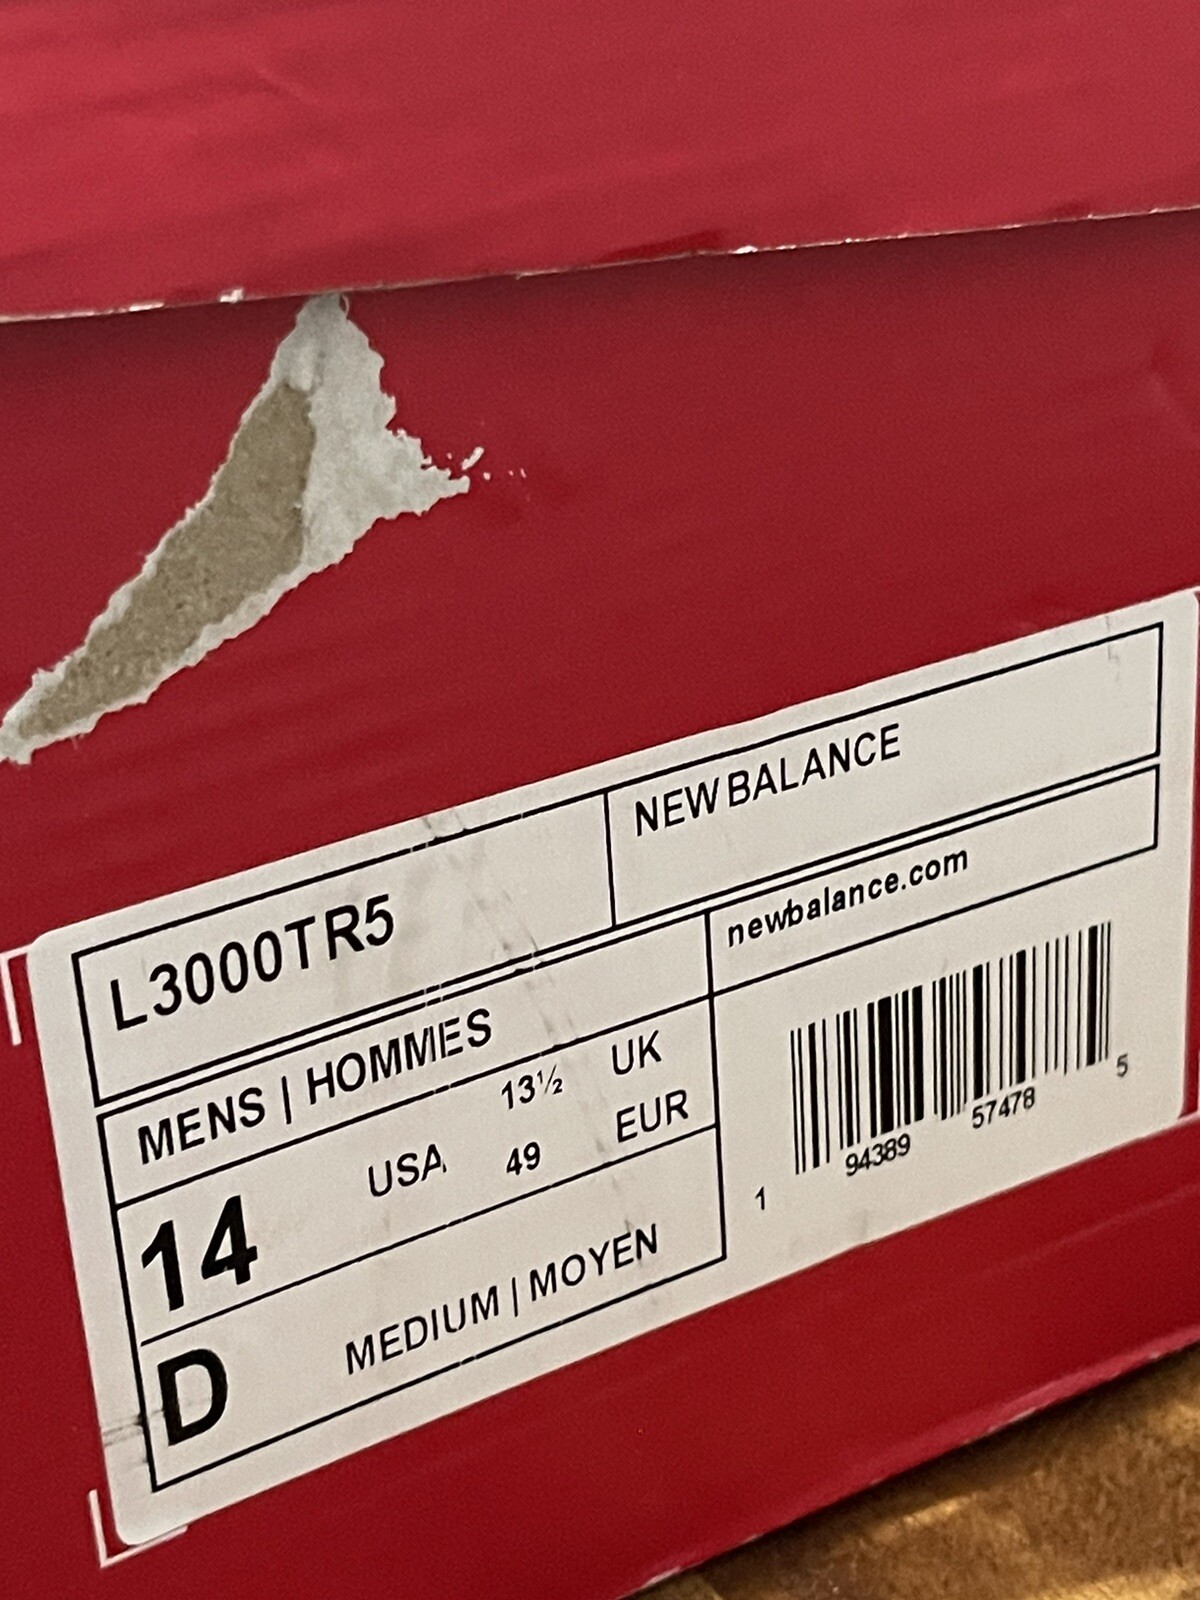 L3000TR5
NEW BALANCE
MENS | HOMMES
newbalance.com
14 USA 13½ UK
49 EUR
D MEDIUM | MOYEN
1 94389 57478 5